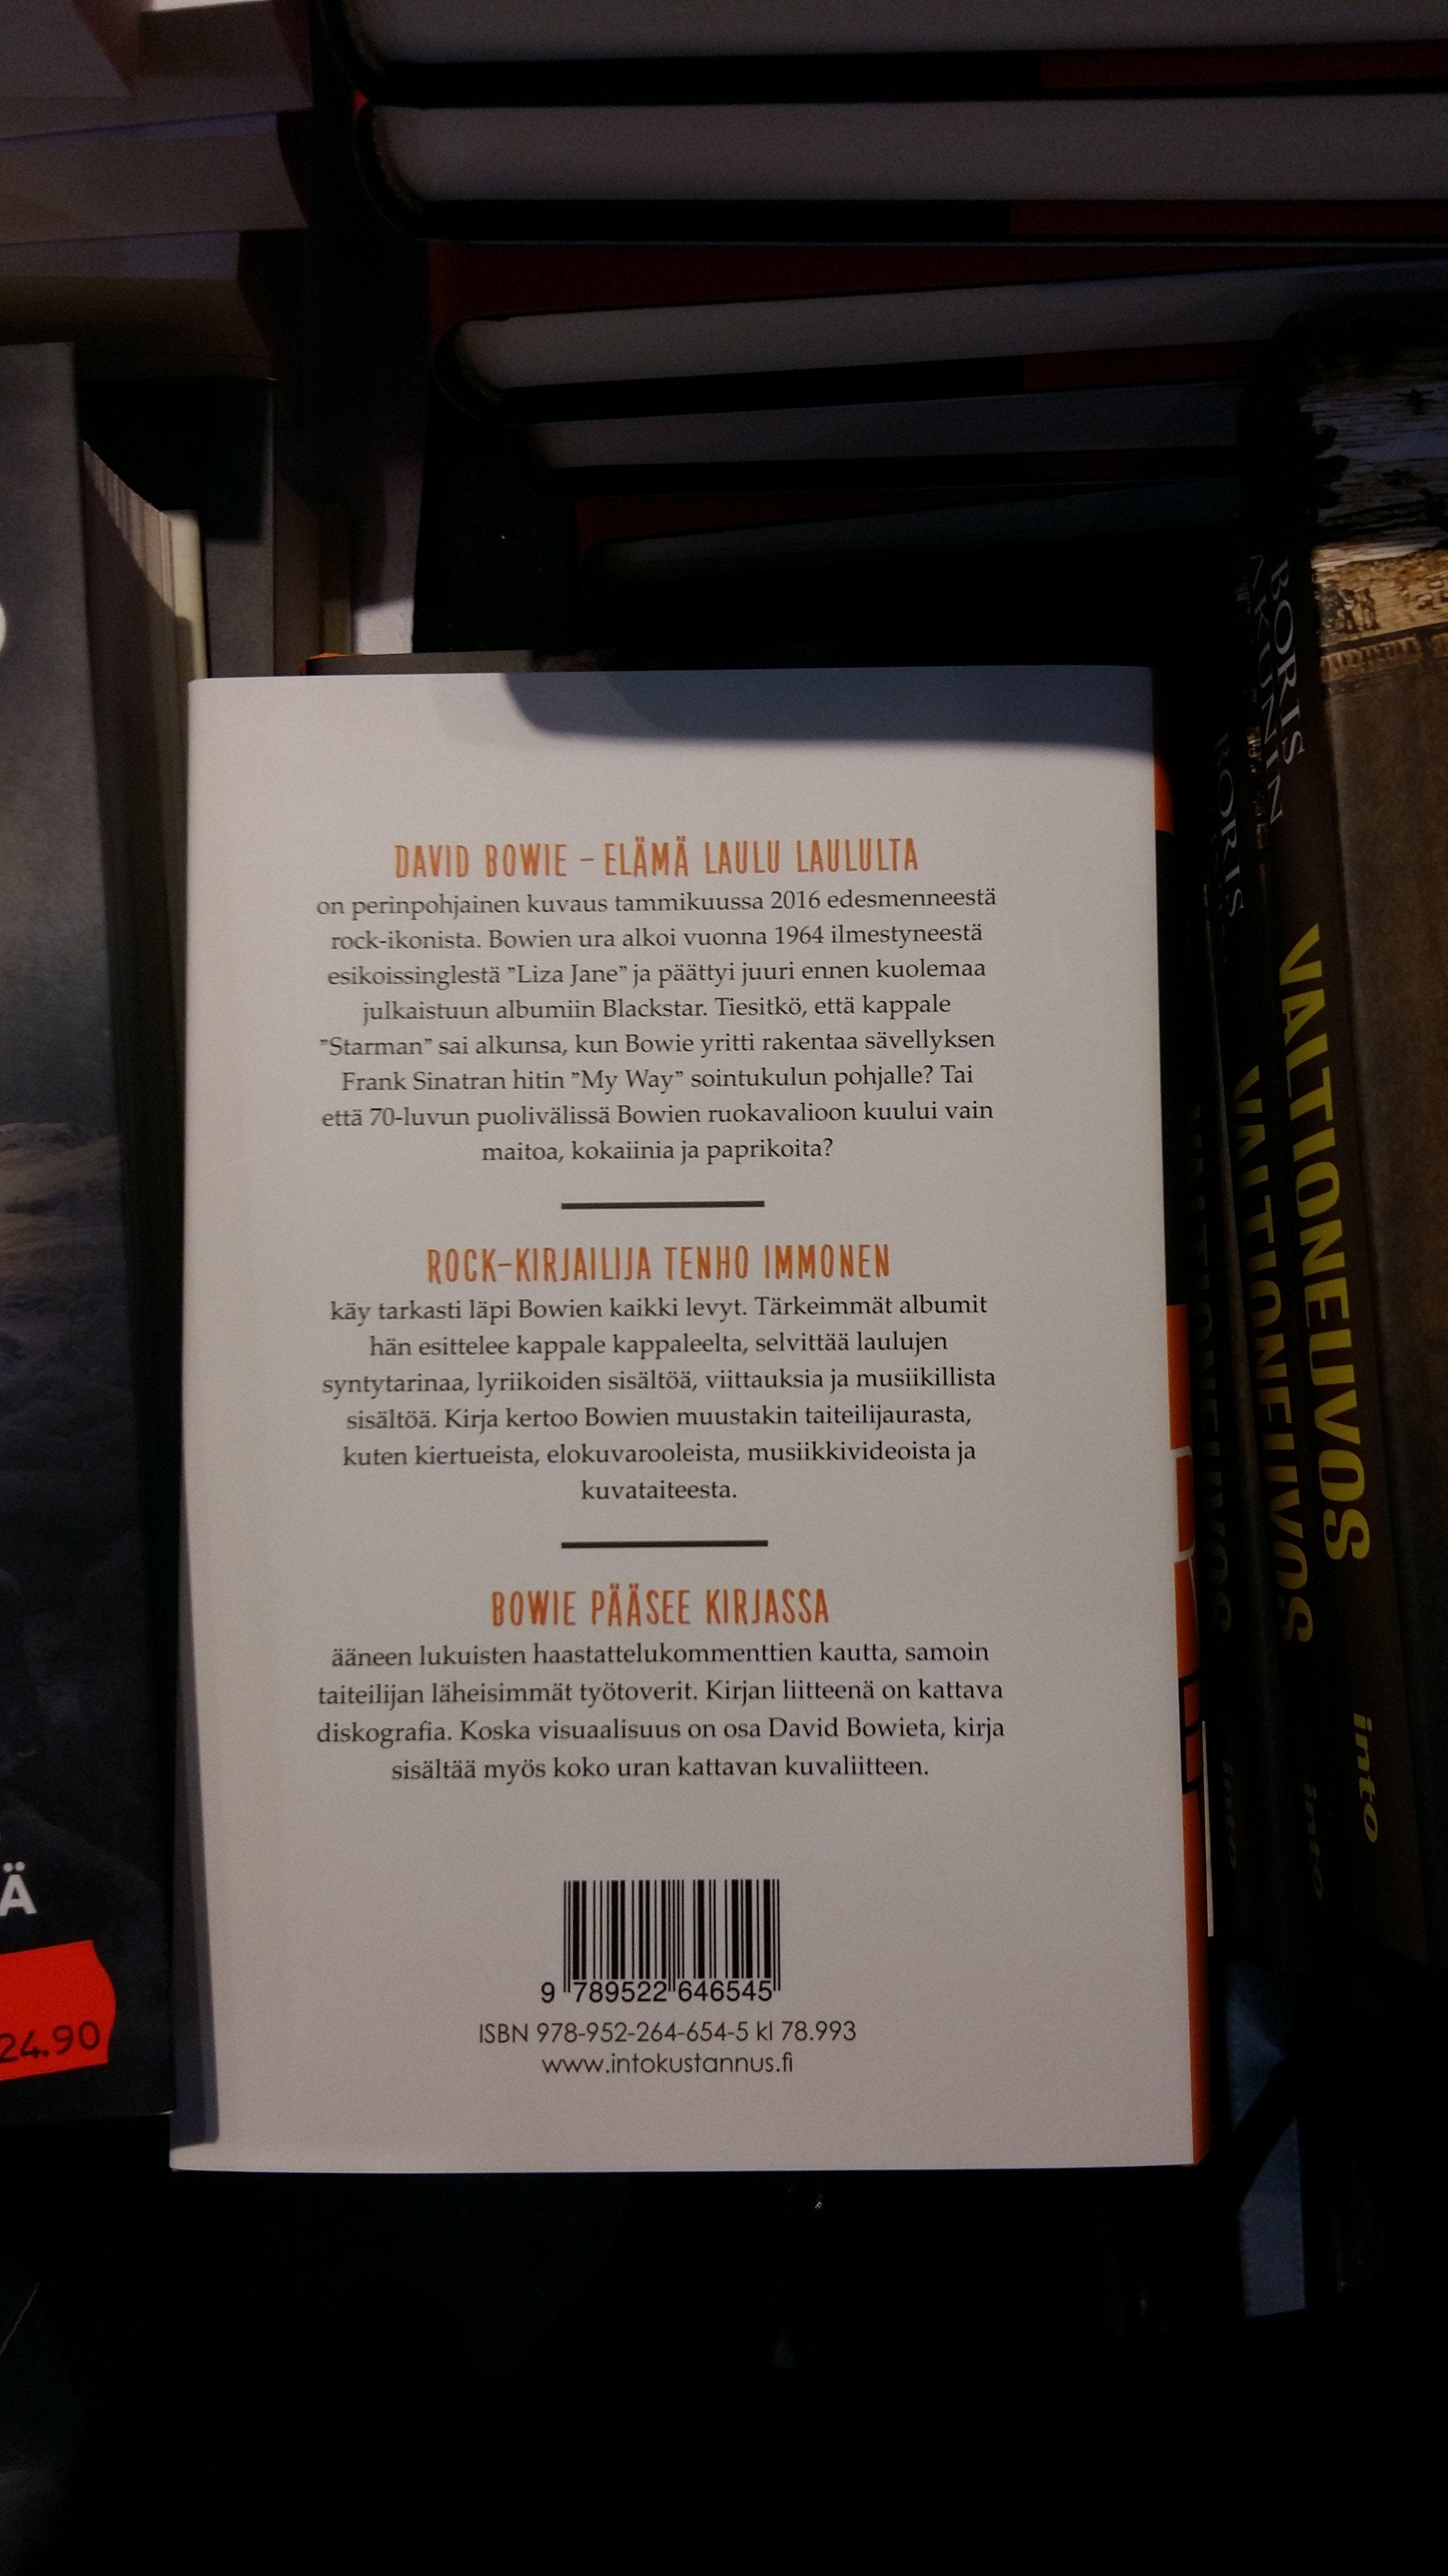 DAVID BOWIE – ELÄMÄ LAULU LAULULTA
on perinpohjainen kuvaus tammikuussa 2016 edesmenneestä
rock-ikonista. Bowien ura alkoi vuonna 1964 ilmestyneestä
esikoissinglestä ”Liza Jane” ja päättyi juuri ennen kuolemaa
julkaistuun albumiin Blackstar. Tiesitkö, että kappale
”Starman” sai alkunsa, kun Bowie yritti rakentaa sävellyksen
Frank Sinatran hitin ”My Way” sointukulun pohjalle? Tai
että 70-luvun puolivälissä Bowien ruokavalioon kuului vain
maitoa, kokaiinia ja paprikoita?
ROCK-KIRJAILIJA TENHO IMMONEN
käy tarkasti läpi Bowien kaikki levyt. Tärkeimmät albumit
hän esittelee kappale kappaleelta, selvittää laulujen
syntytarinaa, lyriikoiden sisältöä, viittauksia ja musiikillista
sisältöä. Kirja kertoo Bowien muustakin taiteilijaurasta,
kuten kiertueista, elokuvarooleista, musiikkivideoista ja
kuvataiteesta.
BOWIE PÄÄSEE KIRJASSA
ääneen lukuisten haastattelukommenttien kautta, samoin
taiteilijan läheisimmät työtoverit. Kirjan liitteenä on kattava
diskografia. Koska visuaalisuus on osa David Bowieta, kirja
sisältää myös koko uran kattavan kuvaliitteen.
9 789522 646545
ISBN 978-952-264-654-5 kl 78.993
www.intokustannus.fi
Ä
24.90
BORIS
AKUNIN
VALTIONEUVOS
into
BORIS
VALTIONEUVOS
into
VALTIONEUVOS
into